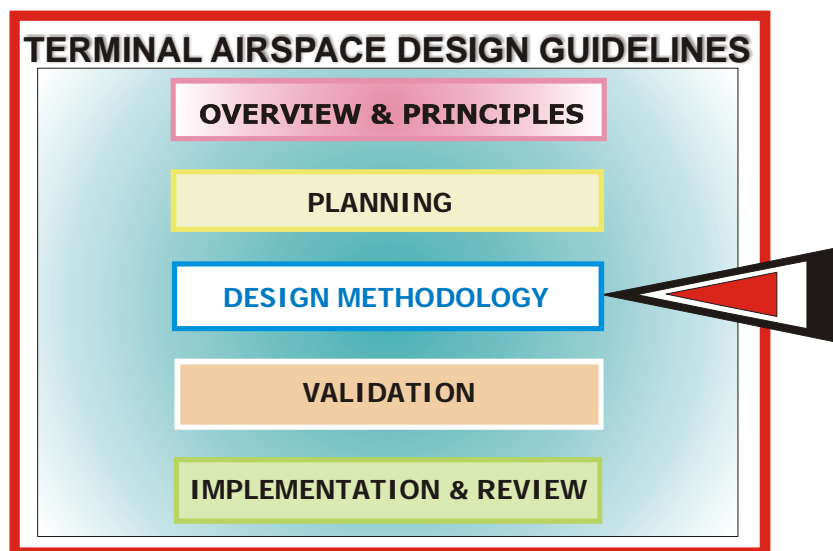 TERMINAL AIRSPACE DESIGN GUIDELINES
OVERVIEW & PRINCIPLES
PLANNING
DESIGN METHODOLOGY
VALIDATION
IMPLEMENTATION & REVIEW